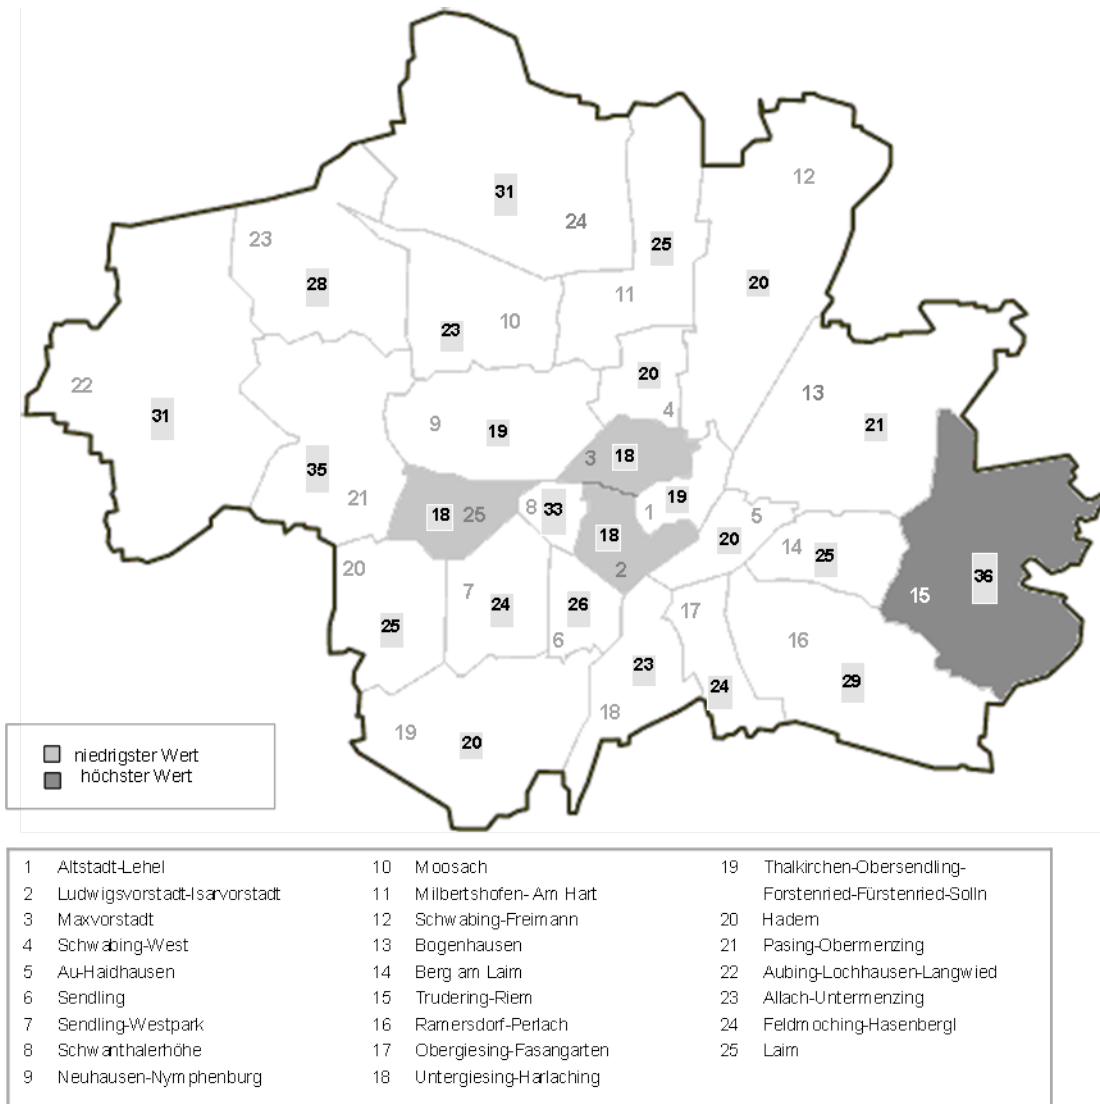 12
31
24
23
25
28
20
11
10
23
22
20
13
4
31
9
19
21
3
18
35
21
19
8
33
1
5
18
25
18
20
14
25
20
2
36
15
7
24
26
17
25
6
16
23
24
29
18
19
20
niedrigster Wert
höchster Wert
1 Altstadt-Lehel
2 Ludwigsvorstadt-Isarvorstadt
3 Maxvorstadt
4 Schwabing-West
5 Au-Haidhausen
6 Sendling
7 Sendling-Westpark
8 Schwanthalerhöhe
9 Neuhausen-Nymphenburg
10 Moosach
11 Milbertshofen- Am Hart
12 Schwabing-Freimann
13 Bogenhausen
14 Berg am Laim
15 Trudering-Riem
16 Ramersdorf-Perlach
17 Obergiesing-Fasangarten
18 Untergiesing-Harlaching
19 Thalkirchen-Obersendling-
Forstenried-Fürstenried-Solln
20 Hadern
21 Pasing-Obermenzing
22 Aubing-Lochhausen-Langwied
23 Allach-Untermenzing
24 Feldmoching-Hasenbergl
25 Laim